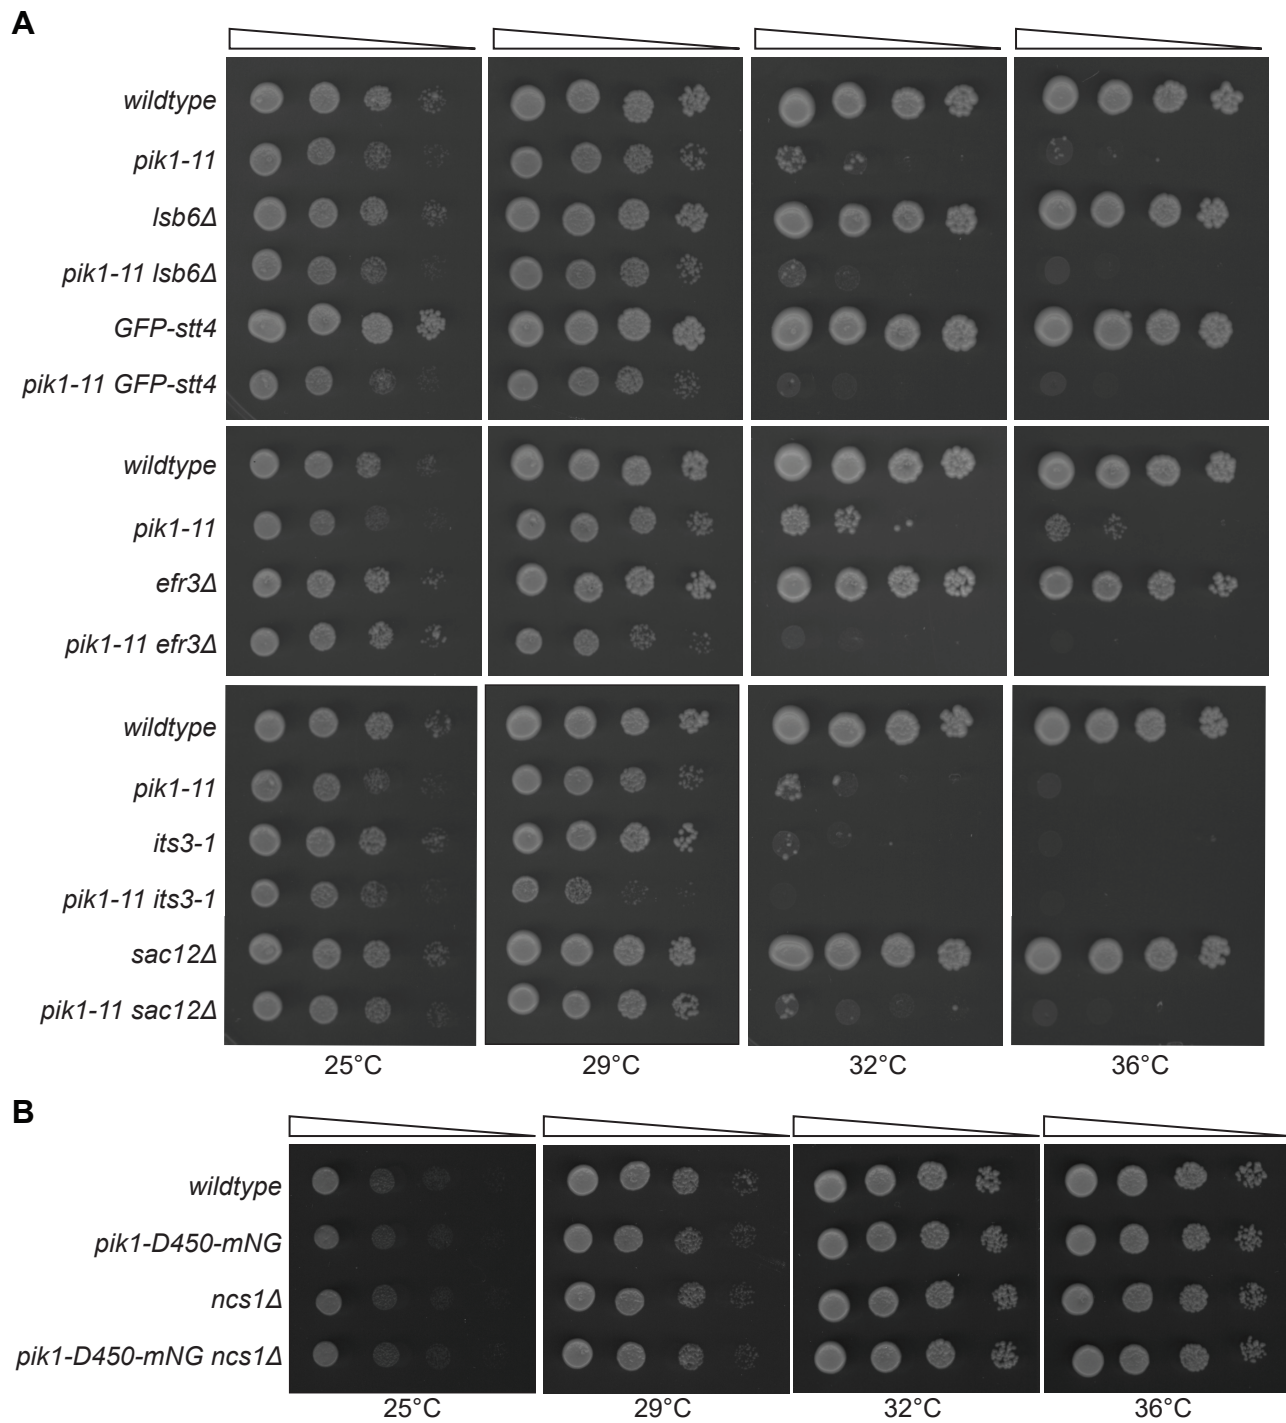 A
wildtype
pik1-11
lsb6Δ
pik1-11 lsb6Δ
GFP-stt4
pik1-11 GFP-stt4
wildtype
pik1-11
efr3Δ
pik1-11 efr3Δ
wildtype
pik1-11
its3-1
pik1-11 its3-1
sac12Δ
pik1-11 sac12Δ
25°C 29°C 32°C 36°C
B
wildtype
pik1-D450-mNG
ncs1Δ
pik1-D450-mNG ncs1Δ
25°C 29°C 32°C 36°C